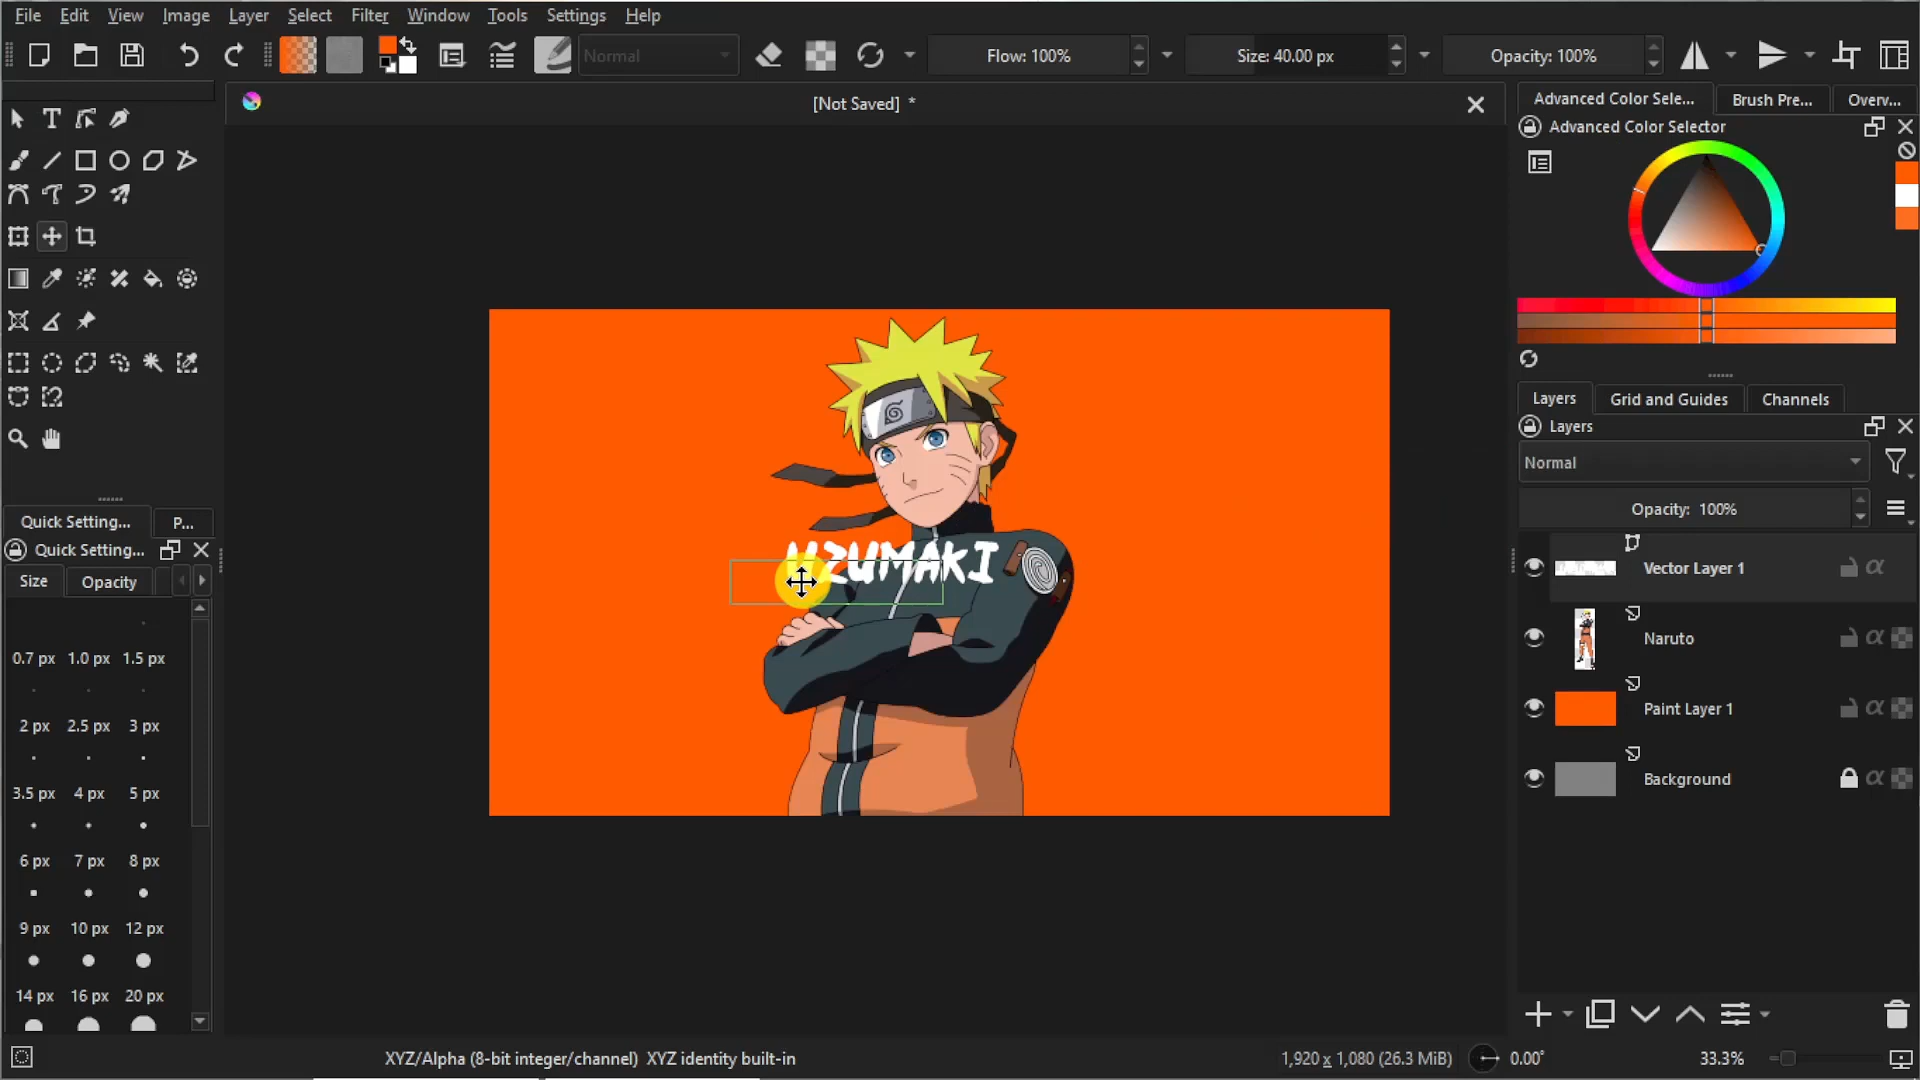 File Edit View Image Layer Select Filter Window Tools Settings Help
Normal Flow: 100% Size: 40.00 px Opacity: 100%
[Not Saved] *
Advanced Color Sele... Brush Pre... Overv...
Advanced Color Selector
UZUMAKI
Layers Grid and Guides Channels
Layers
Normal
Opacity: 100%
Vector Layer 1
Naruto
Paint Layer 1
Background
Quick Setting... P...
Quick Setting...
Size Opacity
0.7 px 1.0 px 1.5 px
2 px 2.5 px 3 px
3.5 px 4 px 5 px
6 px 7 px 8 px
9 px 10 px 12 px
14 px 16 px 20 px
XYZ/Alpha (8-bit integer/channel) XYZ identity built-in
1,920 x 1,080 (26.3 MiB) 0.00° 33.3%